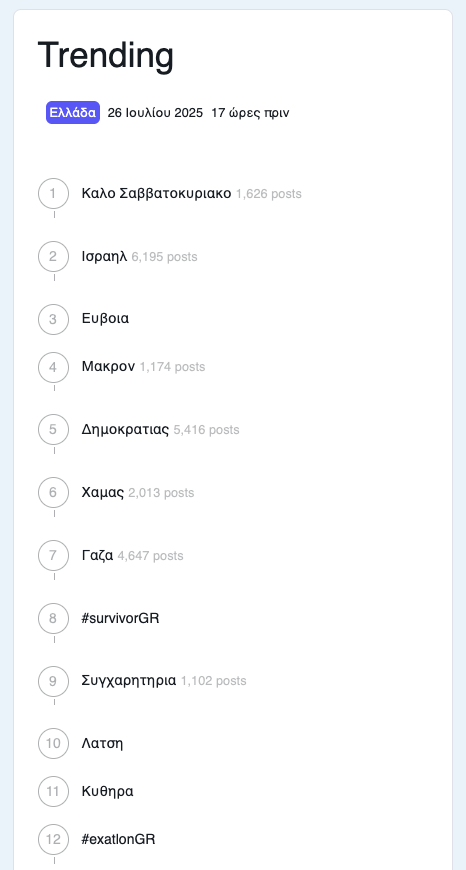 Trending
Ελλάδα 26 Ιουλίου 2025 17 ώρες πριν
1 Καλο Σαββατοκυριακο 1,626 posts
2 Ισραηλ 6,195 posts
3 Ευβοια
4 Μακρον 1,174 posts
5 Δημοκρατιας 5,416 posts
6 Χαμας 2,013 posts
7 Γαζα 4,647 posts
8 #survivorGR
9 Συγχαρητηρια 1,102 posts
10 Λατση
11 Κυθηρα
12 #exatlonGR